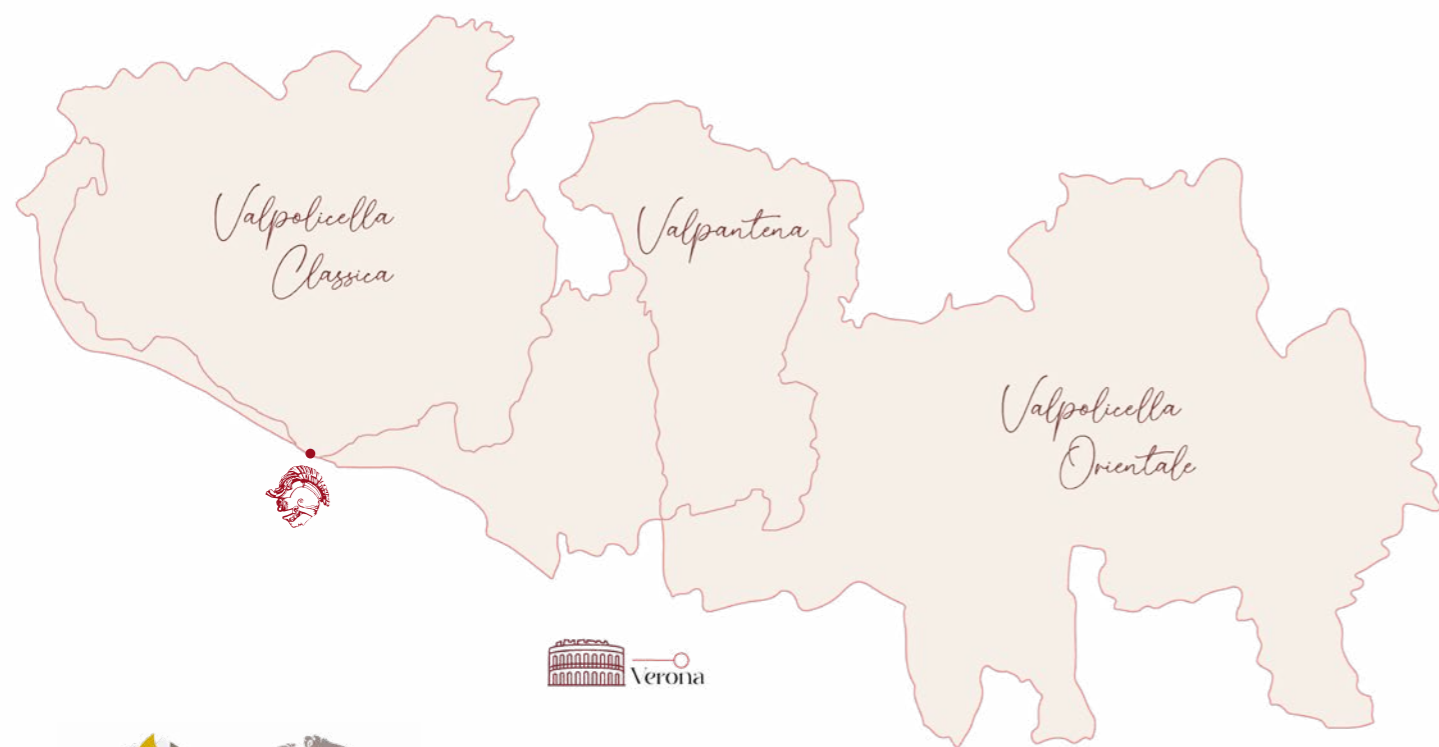 Valpolicella
Classica
Valpantena
Valpolicella
Orientale
Verona